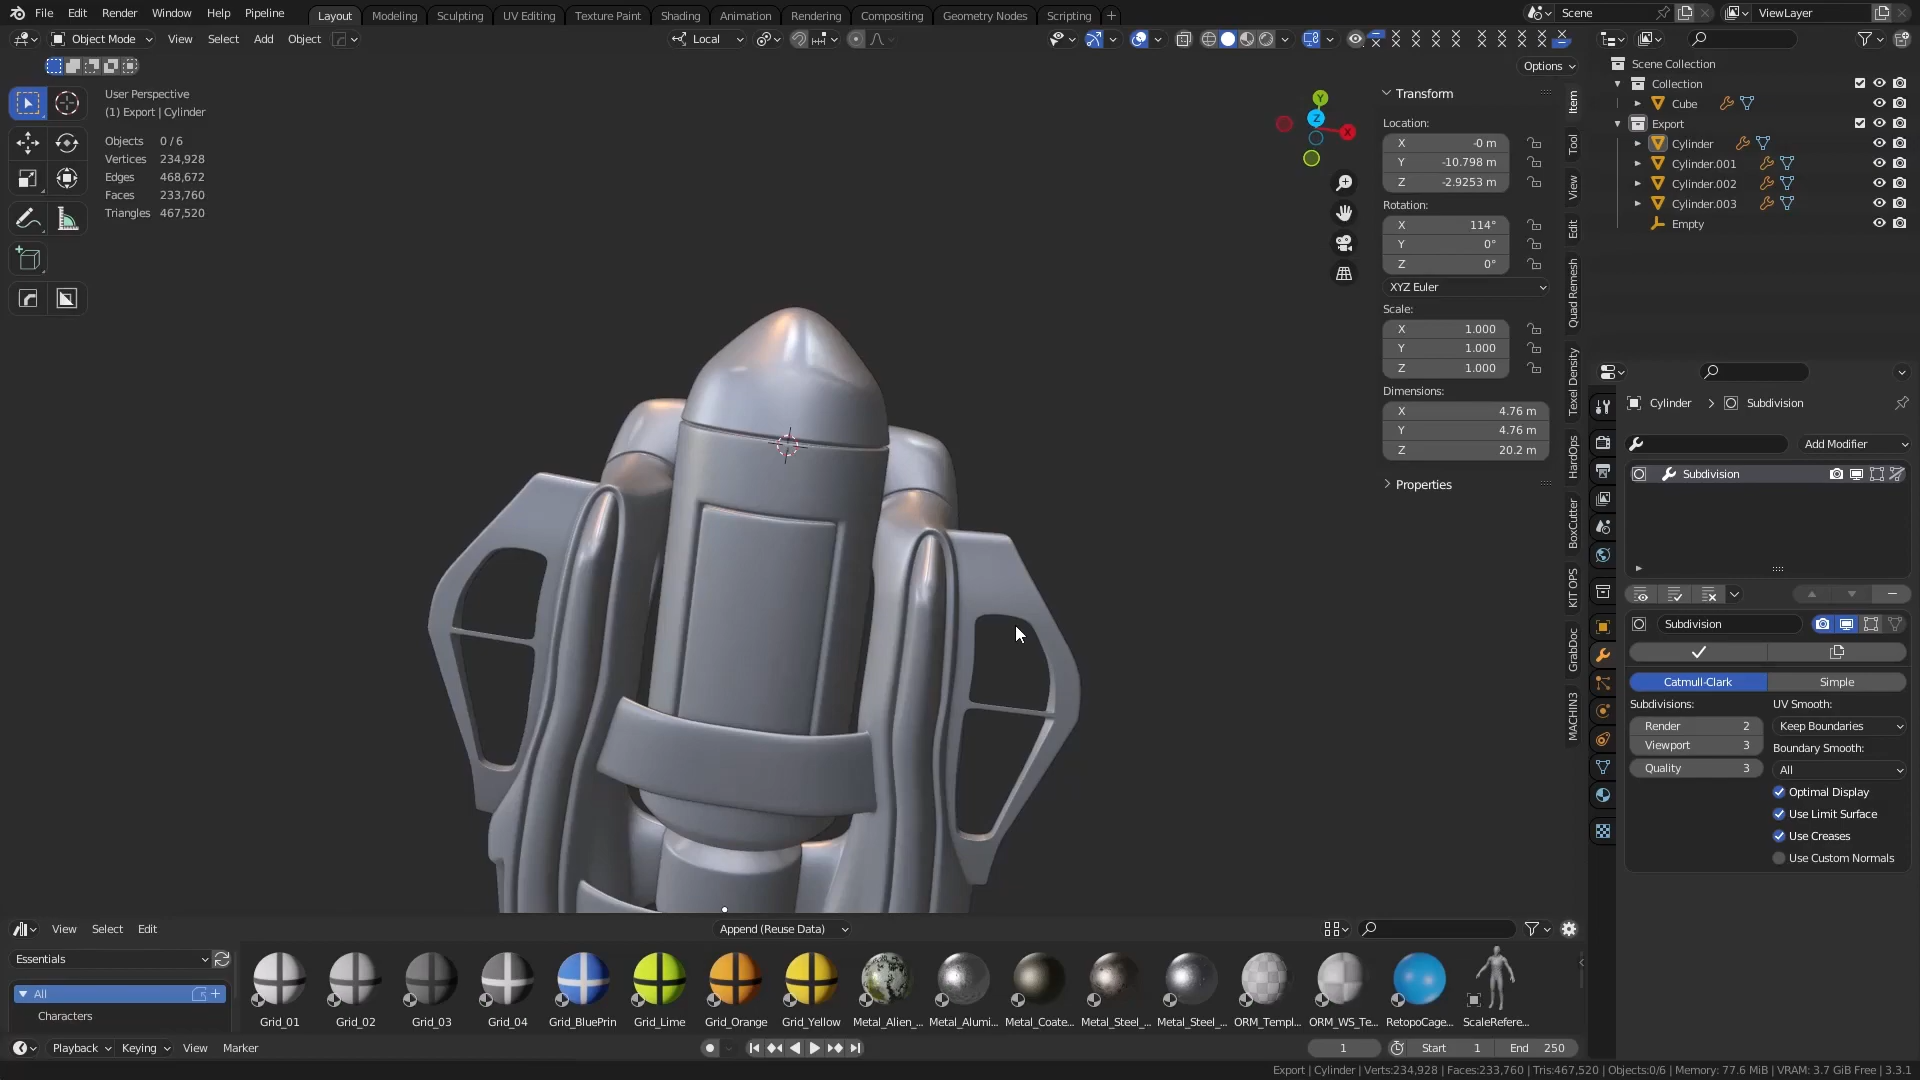 File Edit Render Window Help Pipeline Layout Modeling Sculpting UV Editing Texture Paint Shading Animation Rendering Compositing Geometry Nodes Scripting + Scene ViewLayer
Object Mode View Select Add Object Local
Options
User Perspective
(1) Export | Cylinder
Objects 0 / 6
Vertices 234,928
Edges 468,672
Faces 233,760
Triangles 467,520
Y
Z
X
Transform
Location:
X -0 m
Y -10.798 m
Z -2.9253 m
Rotation:
X 114°
Y 0°
Z 0°
XYZ Euler
Scale:
X 1.000
Y 1.000
Z 1.000
Dimensions:
X 4.76 m
Y 4.76 m
Z 20.2 m
Properties
Item
Tool
View
Edit
Quad Remesh
Texel Density
HardOps
BoxCutter
KIT OPS
GrabDoc
MACHIN3
Scene Collection
Collection
Cube
Export
Cylinder
Cylinder.001
Cylinder.002
Cylinder.003
Empty
Cylinder Subdivision
Add Modifier
Subdivision
Subdivision
Catmull-Clark Simple
Subdivisions: UV Smooth:
Render 2 Keep Boundaries
Viewport 3 Boundary Smooth:
Quality 3 All
Optimal Display
Use Limit Surface
Use Creases
Use Custom Normals
View Select Edit Append (Reuse Data)
Essentials
All
Characters
Grid_01 Grid_02 Grid_03 Grid_04 Grid_BluePrin Grid_Lime Grid_Orange Grid_Yellow Metal_Alien_... Metal_Alumi... Metal_Coate... Metal_Steel_... Metal_Steel_... ORM_Templ... ORM_WS_Te... RetopoCage... ScaleRefere...
Playback Keying View Marker 1 Start 1 End 250
Export | Cylinder | Verts:234,928 | Faces:233,760 | Tris:467,520 | Objects:0/6 | Memory: 77.6 MiB | VRAM: 3.7 GiB Free | 3.3.1